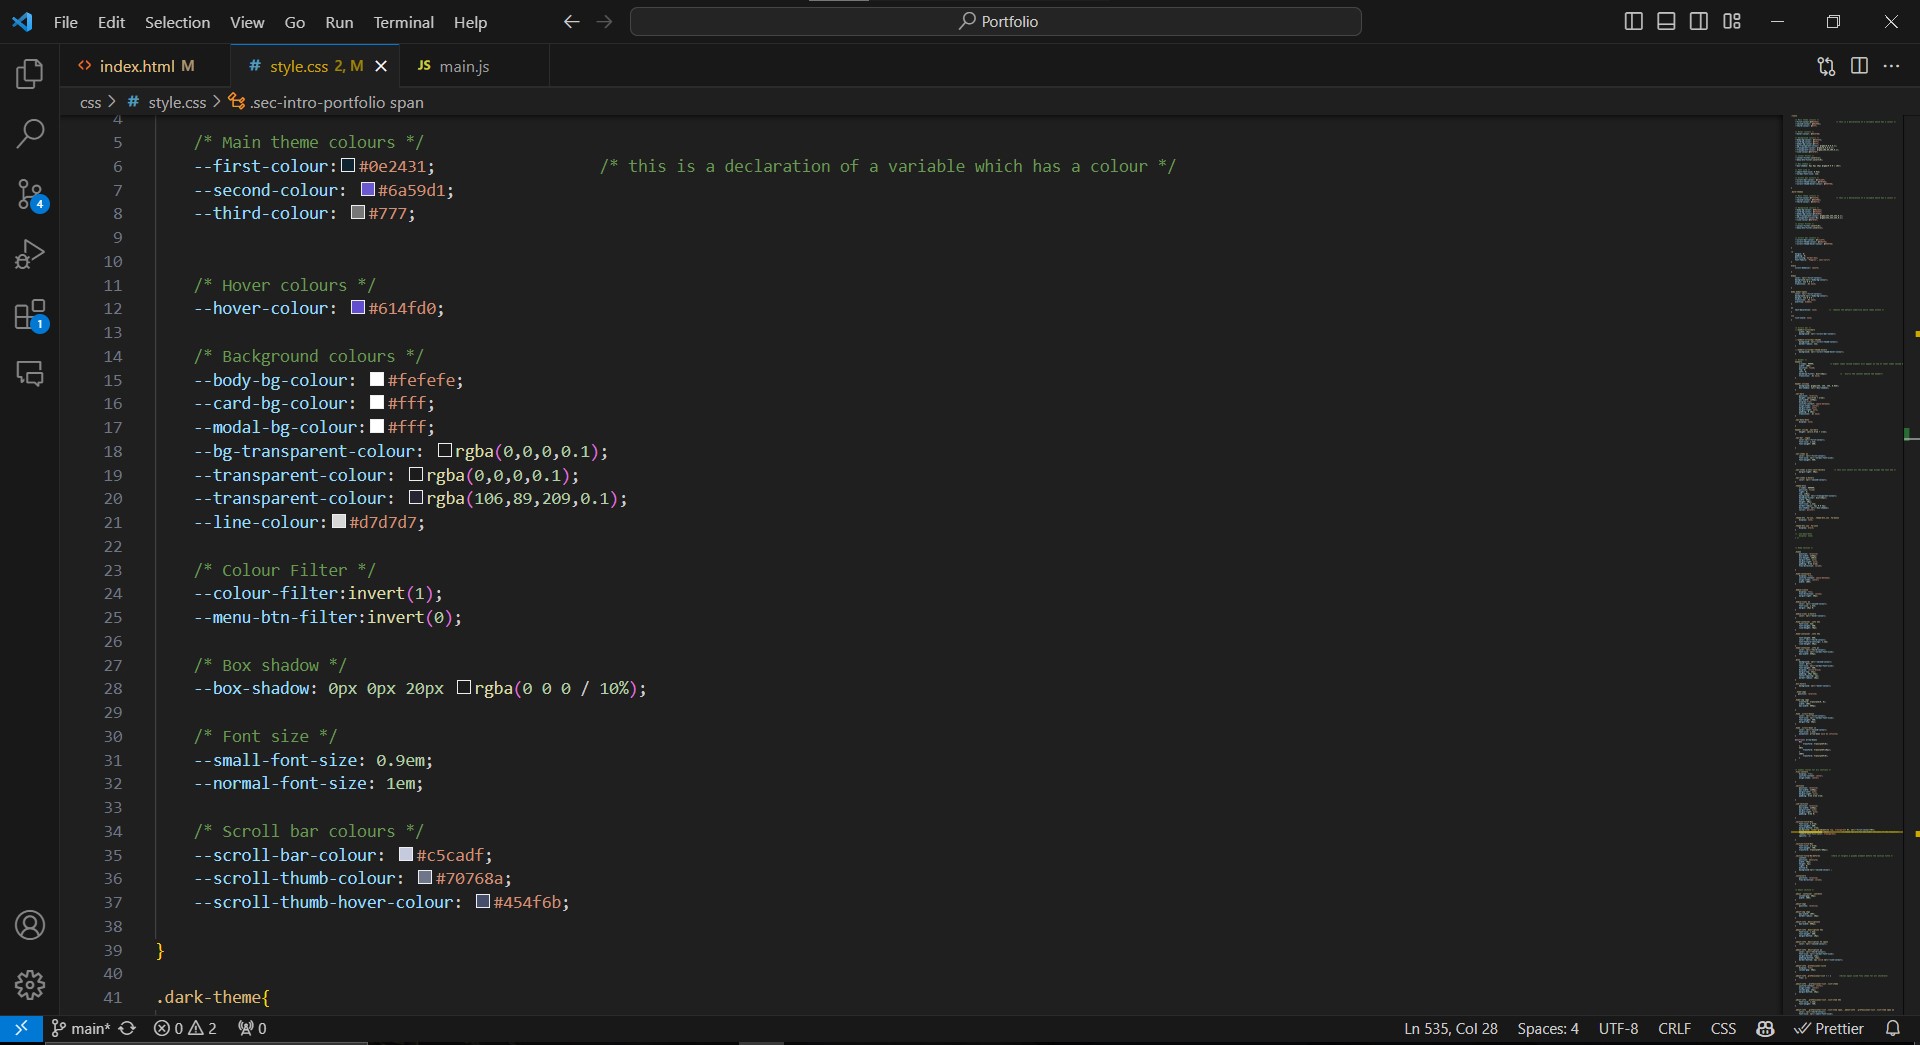 File Edit Selection View Go Run Terminal Help
Portfolio
index.html M
# style.css 2, M
JS main.js
css > # style.css > .sec-intro-portfolio span
4
5 /* Main theme colours */
6 --first-colour: #0e2431; /* this is a declaration of a variable which has a colour */
7 --second-colour: #6a59d1;
8 --third-colour: #777;
9
10
11 /* Hover colours */
12 --hover-colour: #614fd0;
13
14 /* Background colours */
15 --body-bg-colour: #fefefe;
16 --card-bg-colour: #fff;
17 --modal-bg-colour: #fff;
18 --bg-transparent-colour: rgba(0,0,0,0.1);
19 --transparent-colour: rgba(0,0,0,0.1);
20 --transparent-colour: rgba(106,89,209,0.1);
21 --line-colour: #d7d7d7;
22
23 /* Colour Filter */
24 --colour-filter:invert(1);
25 --menu-btn-filter:invert(0);
26
27 /* Box shadow */
28 --box-shadow: 0px 0px 20px rgba(0 0 0 / 10%);
29
30 /* Font size */
31 --small-font-size: 0.9em;
32 --normal-font-size: 1em;
33
34 /* Scroll bar colours */
35 --scroll-bar-colour: #c5cadf;
36 --scroll-thumb-colour: #70768a;
37 --scroll-thumb-hover-colour: #454f6b;
38
39 }
40
41 .dark-theme{
4
1
main* 0 2 0
Ln 535, Col 28 Spaces: 4 UTF-8 CRLF CSS Prettier